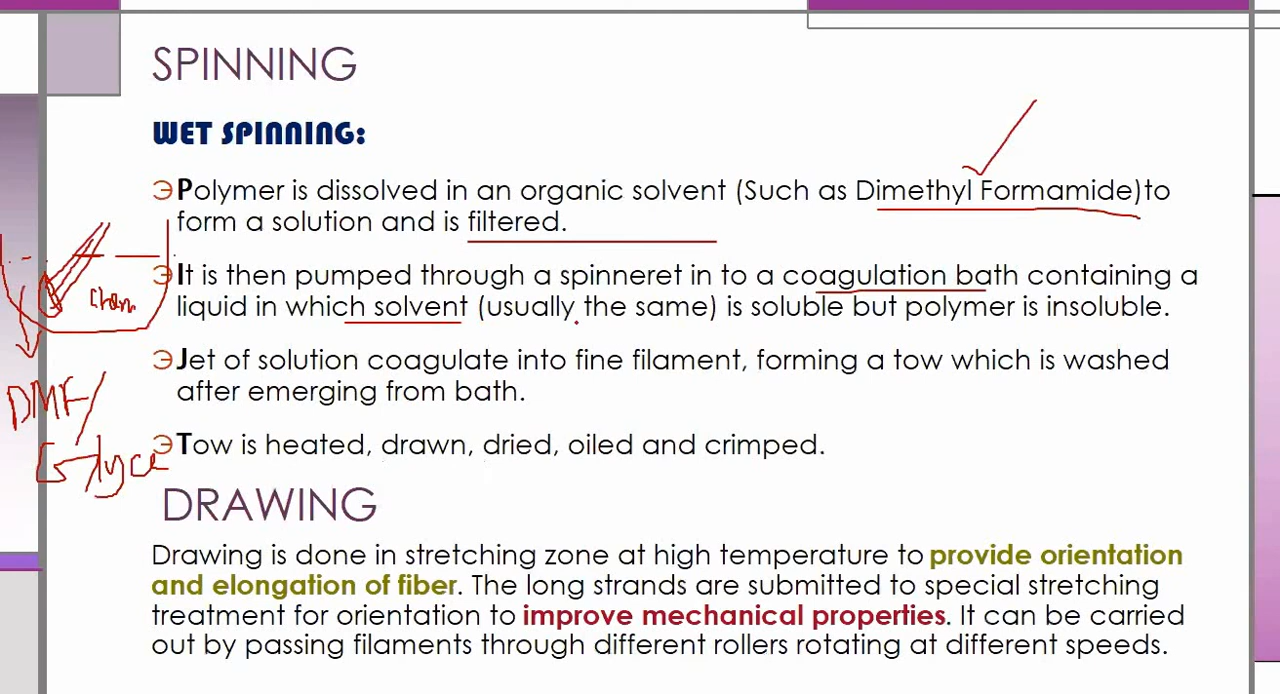 SPINNING
WET SPINNING:
Polymer is dissolved in an organic solvent (Such as Dimethyl Formamide)to
form a solution and is filtered.
It is then pumped through a spinneret in to a coagulation bath containing a
liquid in which solvent (usually the same) is soluble but polymer is insoluble.
Jet of solution coagulate into fine filament, forming a tow which is washed
after emerging from bath.
DMF/
Tow is heated, drawn, dried, oiled and crimped.
DRAWING
Drawing is done in stretching zone at high temperature to provide orientation
and elongation of fiber. The long strands are submitted to special stretching
treatment for orientation to improve mechanical properties. It can be carried
out by passing filaments through different rollers rotating at different speeds.